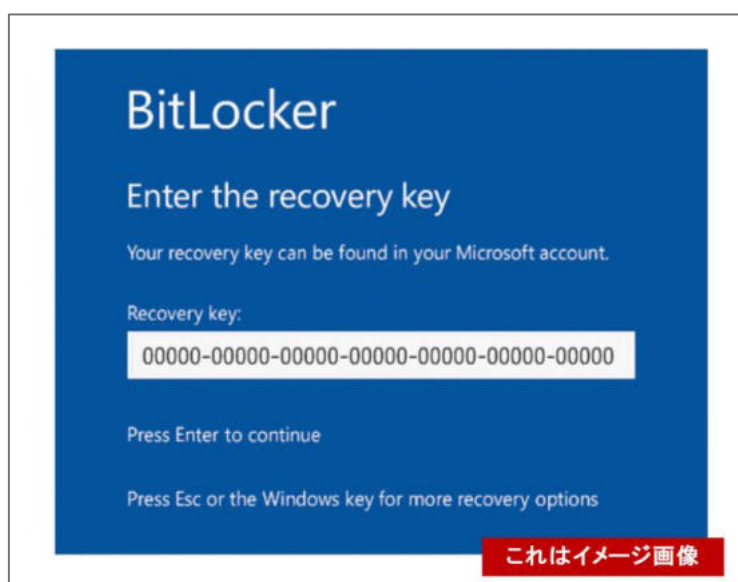 BitLocker
Enter the recovery key
Your recovery key can be found in your Microsoft account.
Recovery key:
00000-00000-00000-00000-00000-00000-00000
Press Enter to continue
Press Esc or the Windows key for more recovery options
これはイメージ画像